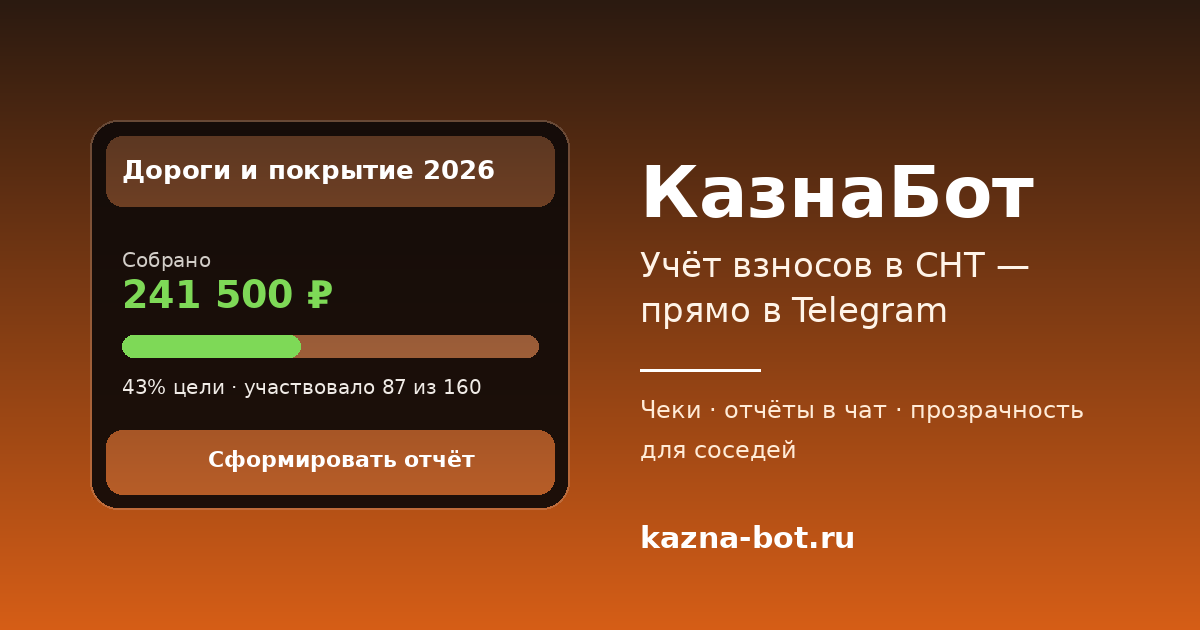 Дороги и покрытие 2026
Собрано
241 500 ₽
43% цели · участвовало 87 из 160
Сформировать отчёт
КазнаБот
Учёт взносов в СНТ —
прямо в Telegram
Чеки · отчёты в чат · прозрачность
для соседей
kazna-bot.ru